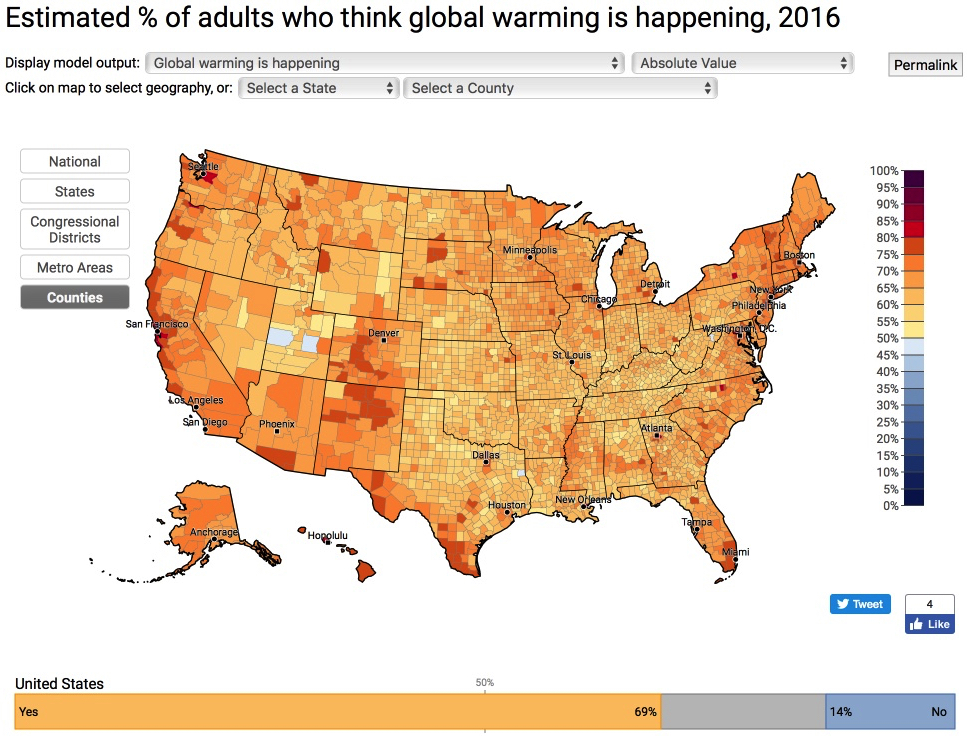 Estimated % of adults who think global warming is happening, 2016
Display model output: Global warming is happening Absolute Value Permalink
Click on map to select geography, or: Select a State Select a County
National
States
Congressional
Districts
Metro Areas
Counties
Seattle
Minneapolis
Boston
Detroit
New York
Chicago
Philadelphia
San Francisco
Washington D.C.
Denver
St. Louis
Los Angeles
San Diego
Phoenix
Atlanta
Dallas
Houston
New Orleans
Tampa
Anchorage
Honolulu
Miami
100%
95%
90%
85%
80%
75%
70%
65%
60%
55%
50%
45%
40%
35%
30%
25%
20%
15%
10%
5%
0%
Tweet
4
Like
United States
50%
Yes 69% 14% No